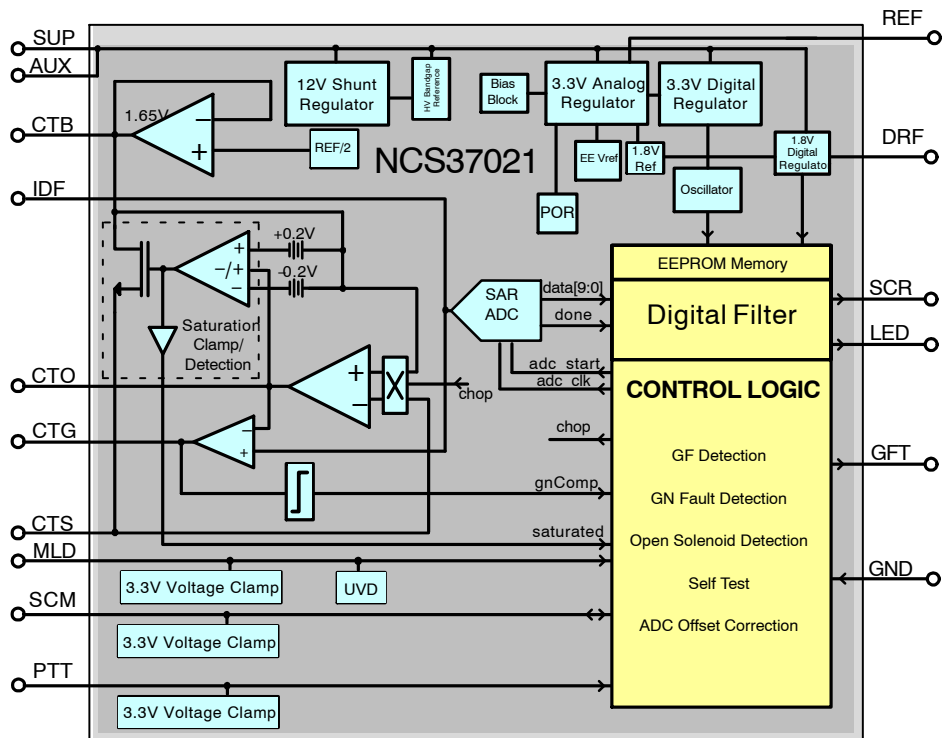 REF
SUP
AUX
12V Shunt
Regulator
HV Bandgap
Reference
Bias
Block
3.3V Analog
Regulator
3.3V Digital
Regulator
1.65V
CTB
REF/2
NCS37021
EE Vref
1.8V
Ref
1.8V
Digital
Regulato
DRF
Oscillator
IDF
POR
+0.2V
-0.2V
+
−/+
−
−
+
Saturation
Clamp/
Detection
SAR
ADC
data[9:0]
done
adc_start
adc_clk
EEPROM Memory
Digital Filter
SCR
LED
CTO
+
−
X
chop
CONTROL LOGIC
CTG
−
+
chop
GF Detection
GFT
gnComp
GN Fault Detection
CTS
saturated
Open Solenoid Detection
MLD
3.3V Voltage Clamp
UVD
Self Test
GND
SCM
3.3V Voltage Clamp
ADC Offset Correction
PTT
3.3V Voltage Clamp